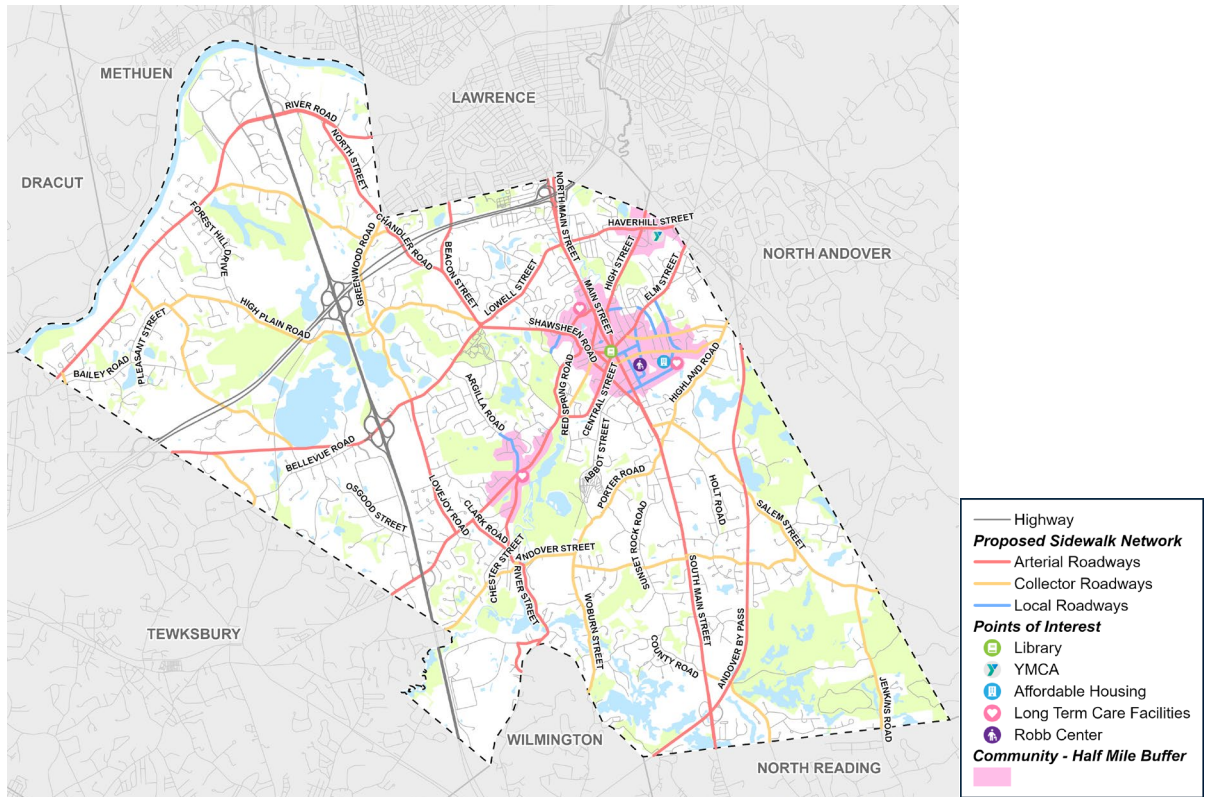 METHUEN
LAWRENCE
DRACUT
RIVER ROAD
NORTH STREET
NORTH MAIN STREET
FOREST HILL DRIVE
CHANDLER ROAD
GREENWOOD ROAD
BEACON STREET
HAVERHILL STREET
HIGH STREET
NORTH ANDOVER
LOWELL STREET
ELM STREET
MAIN STREET
HIGH PLAIN ROAD
PLEASANT STREET
SHAWSHEEN ROAD
BAILEY ROAD
ARGILLA ROAD
RED SPRING ROAD
CENTRAL STREET
HIGHLAND ROAD
BELLEVUE ROAD
ABBOT STREET
OSGOOD STREET
LOVEJOY ROAD
PORTER ROAD
HOLT ROAD
CLARK ROAD
SALEM STREET
CHESTER STREET
ANDOVER STREET
SUNSET ROCK ROAD
RIVER STREET
SOUTH MAIN STREET
WOBURN STREET
ANDOVER BY PASS
TEWKSBURY
COUNTY ROAD
JENKINS ROAD
WILMINGTON
NORTH READING
Highway
Proposed Sidewalk Network
Arterial Roadways
Collector Roadways
Local Roadways
Points of Interest
Library
YMCA
Affordable Housing
Long Term Care Facilities
Robb Center
Community - Half Mile Buffer